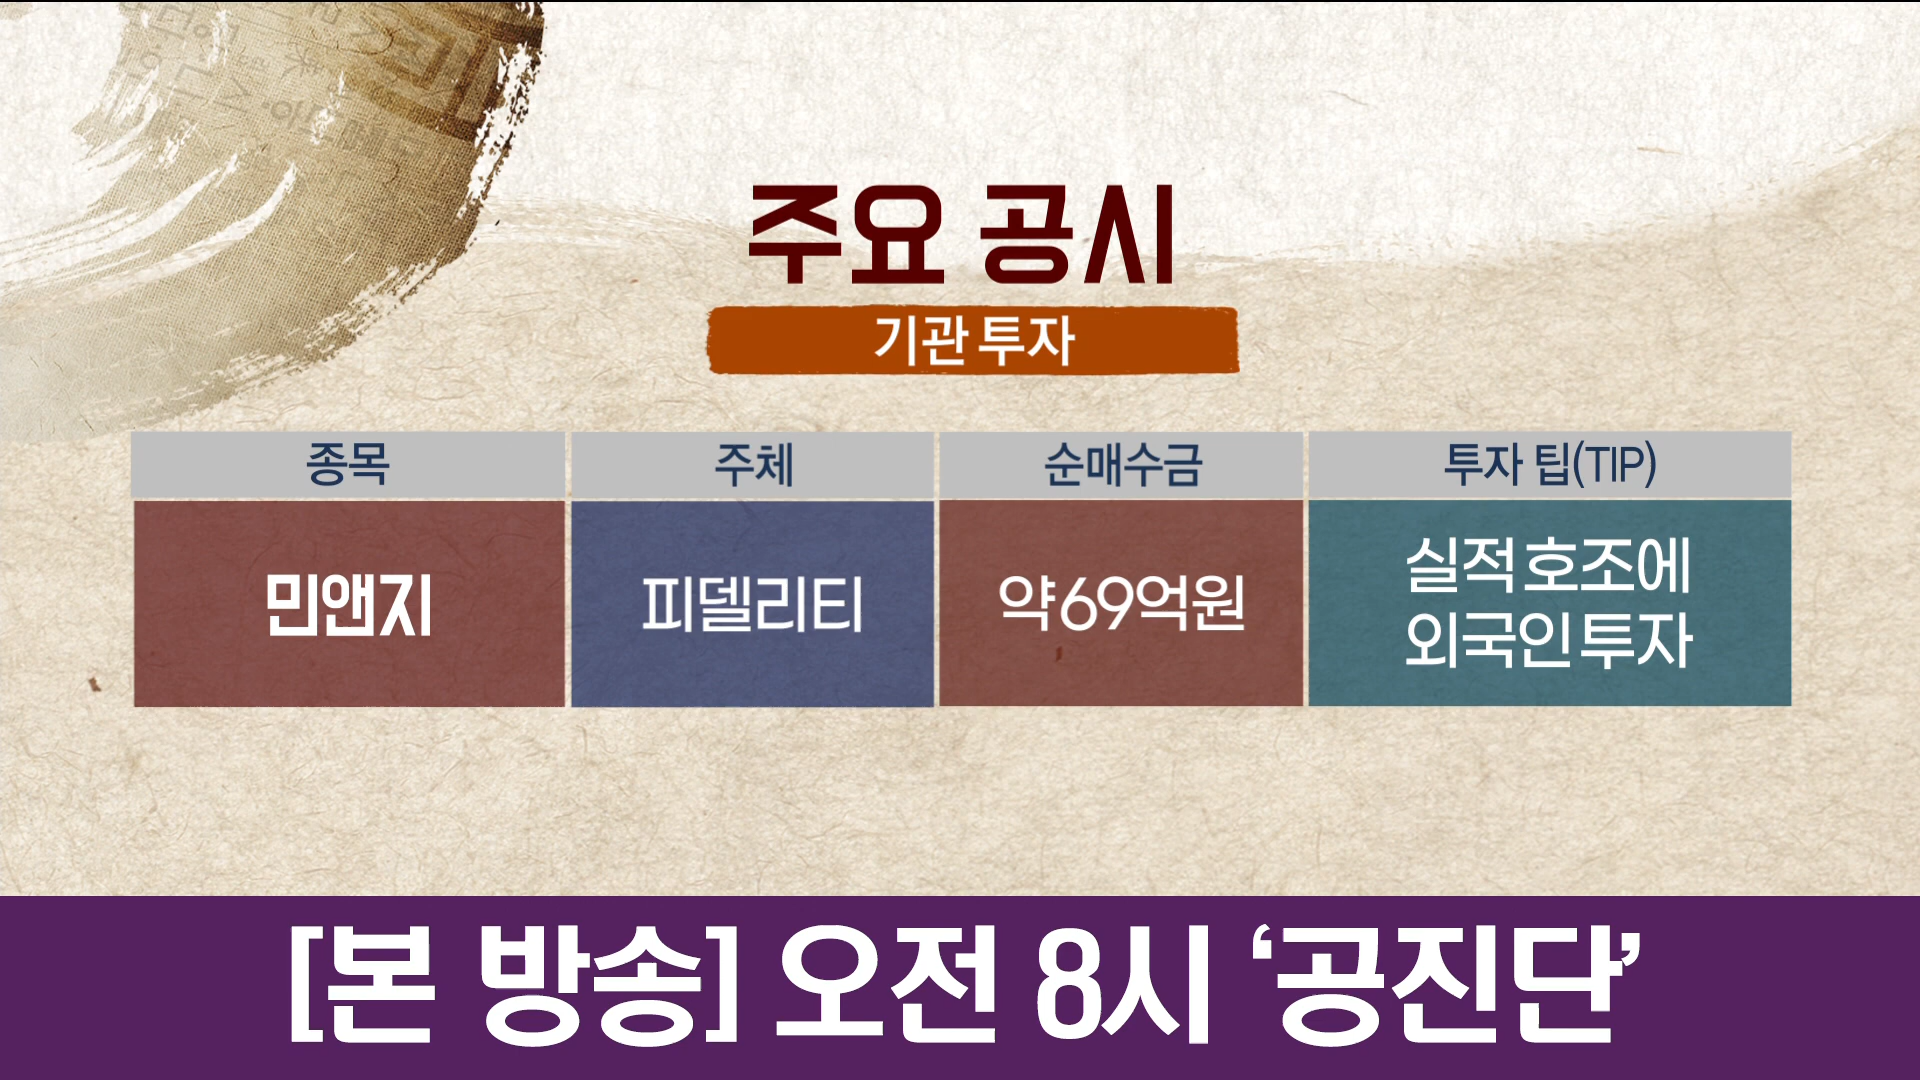 주요 공시
기관 투자
종목 주체 순매수금 투자 팁(TIP)
민앤지 피델리티 약 69억원 실적 호조에
외국인 투자
[본 방송] 오전 8시 ‘공진단’